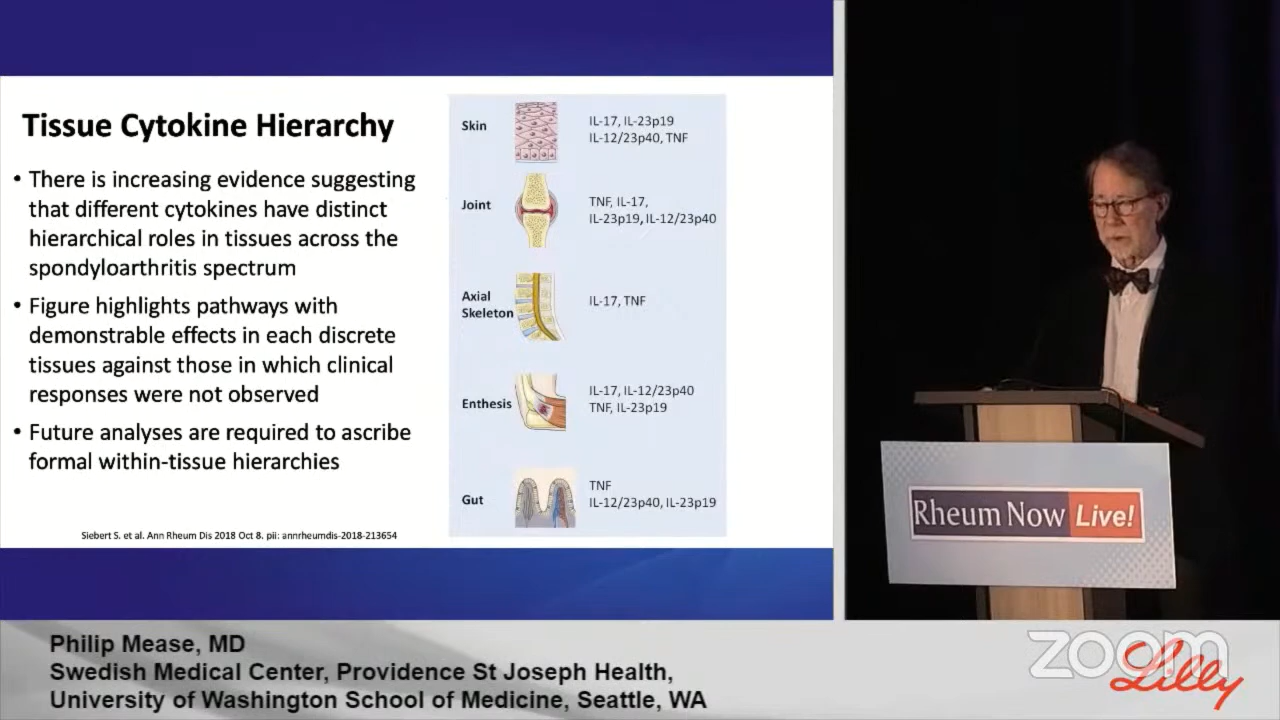 Tissue Cytokine Hierarchy
• There is increasing evidence suggesting
that different cytokines have distinct
hierarchical roles in tissues across the
spondyloarthritis spectrum
• Figure highlights pathways with
demonstrable effects in each discrete
tissues against those in which clinical
responses were not observed
• Future analyses are required to ascribe
formal within-tissue hierarchies
Siebert S. et al. Ann Rheum Dis 2018 Oct 8. pii: annrheumdis-2018-213654
Skin
IL-17, IL-23p19
IL-12/23p40, TNF
Joint
TNF, IL-17,
IL-23p19, IL-12/23p40
Axial
Skeleton
IL-17, TNF
Enthesis
IL-17, IL-12/23p40
TNF, IL-23p19
Gut
TNF
IL-12/23p40, IL-23p19
Rheum Now Live!
Philip Mease, MD
Swedish Medical Center, Providence St Joseph Health,
University of Washington School of Medicine, Seattle, WA
zoom
Lilly